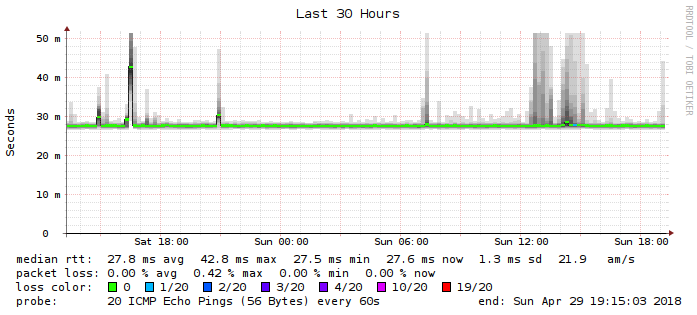 Last 30 Hours
RRDTOOL / TOBI OETIKER
Seconds
50 m
40 m
30 m
20 m
10 m
0
Sat 18:00 Sun 00:00 Sun 06:00 Sun 12:00 Sun 18:00
median rtt: 27.8 ms avg 42.8 ms max 27.5 ms min 27.6 ms now 1.3 ms sd 21.9 am/s
packet loss: 0.00 % avg 0.42 % max 0.00 % min 0.00 % now
loss color: 0 1/20 2/20 3/20 4/20 10/20 19/20
probe: 20 ICMP Echo Pings (56 Bytes) every 60s end: Sun Apr 29 19:15:03 2018